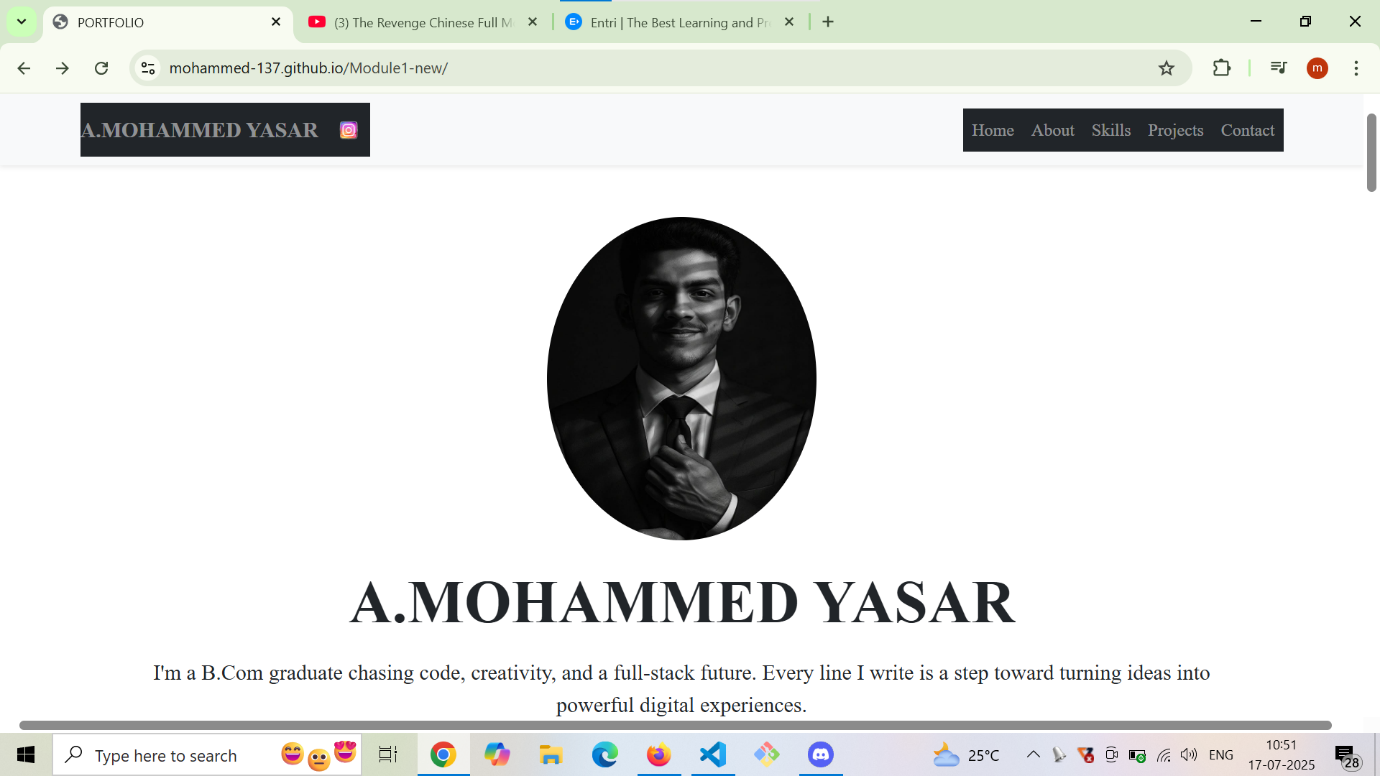 PORTFOLIO
(3) The Revenge Chinese Full M
Entri | The Best Learning and Pr
mohammed-137.github.io/Module1-new/
m
A.MOHAMMED YASAR
Home About Skills Projects Contact
A.MOHAMMED YASAR
I'm a B.Com graduate chasing code, creativity, and a full-stack future. Every line I write is a step toward turning ideas into
powerful digital experiences.
Type here to search
25°C
ENG
10:51
17-07-2025
28